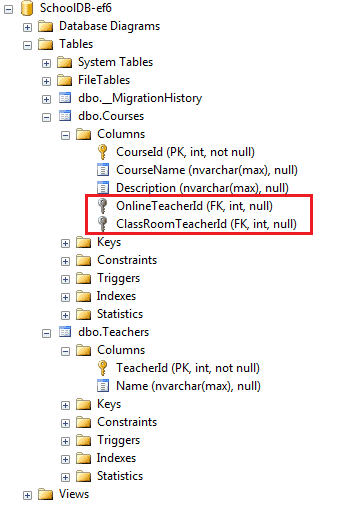 SchoolDB-ef6
Database Diagrams
Tables
System Tables
FileTables
dbo.__MigrationHistory
dbo.Courses
Columns
CourseId (PK, int, not null)
CourseName (nvarchar(max), null)
Description (nvarchar(max), null)
OnlineTeacherId (FK, int, null)
ClassRoomTeacherId (FK, int, null)
Keys
Constraints
Triggers
Indexes
Statistics
dbo.Teachers
Columns
TeacherId (PK, int, not null)
Name (nvarchar(max), null)
Keys
Constraints
Triggers
Indexes
Statistics
Views